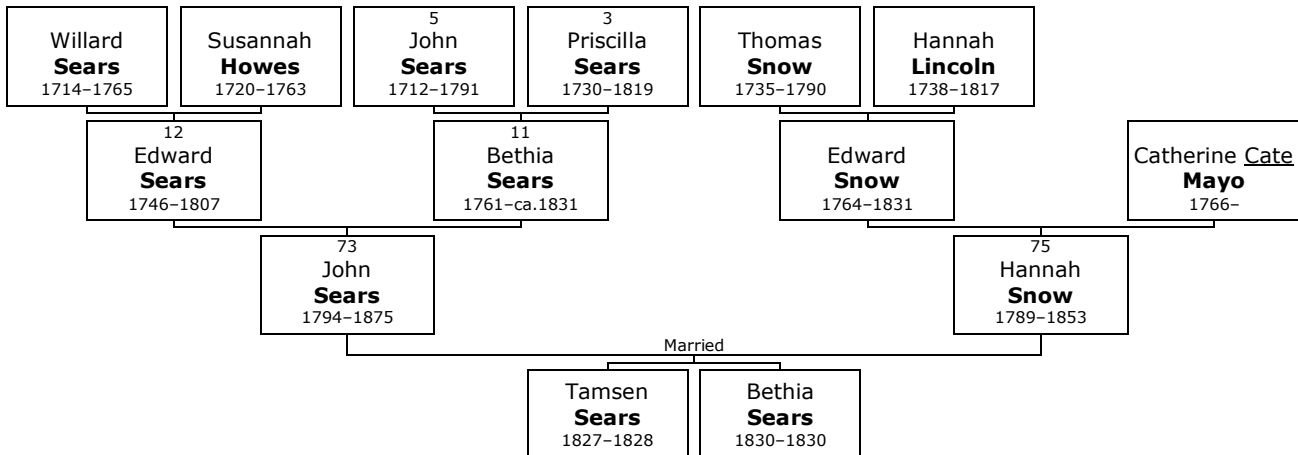 Willard
Sears
1714–1765
Susannah
Howes
1720–1763
5
John
Sears
1712–1791
3
Priscilla
Sears
1730–1819
Thomas
Snow
1735–1790
Hannah
Lincoln
1738–1817
12
Edward
Sears
1746–1807
11
Bethia
Sears
1761–ca.1831
Edward
Snow
1764–1831
Catherine Cate
Mayo
1766–
73
John
Sears
1794–1875
75
Hannah
Snow
1789–1853
Married
Tamsen
Sears
1827–1828
Bethia
Sears
1830–1830